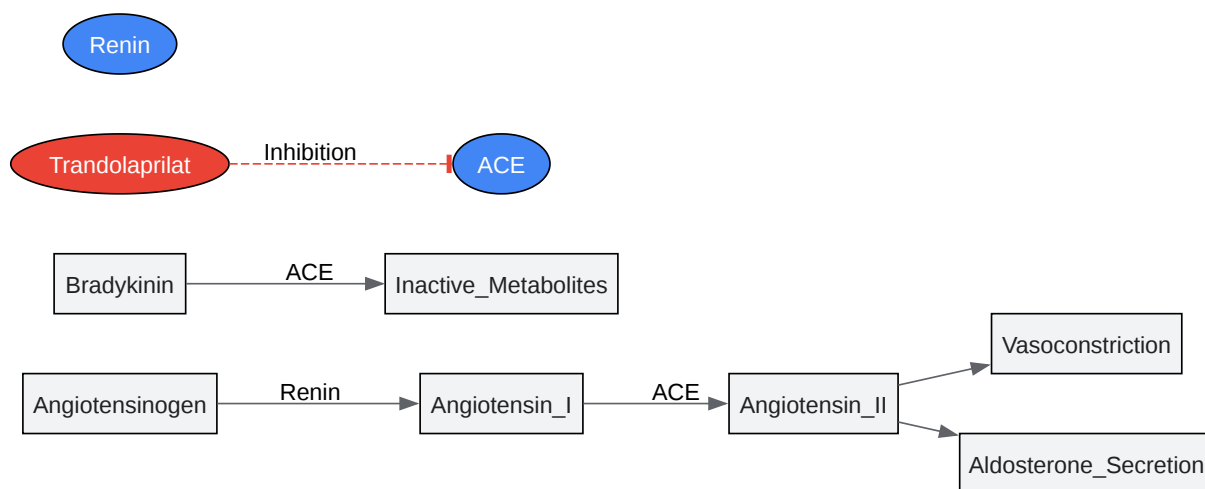 Renin
Trandolaprilat
Inhibition
ACE
Bradykinin
ACE
Inactive_Metabolites
Angiotensinogen
Renin
Angiotensin_I
ACE
Angiotensin_II
Vasoconstriction
Aldosterone_Secretion